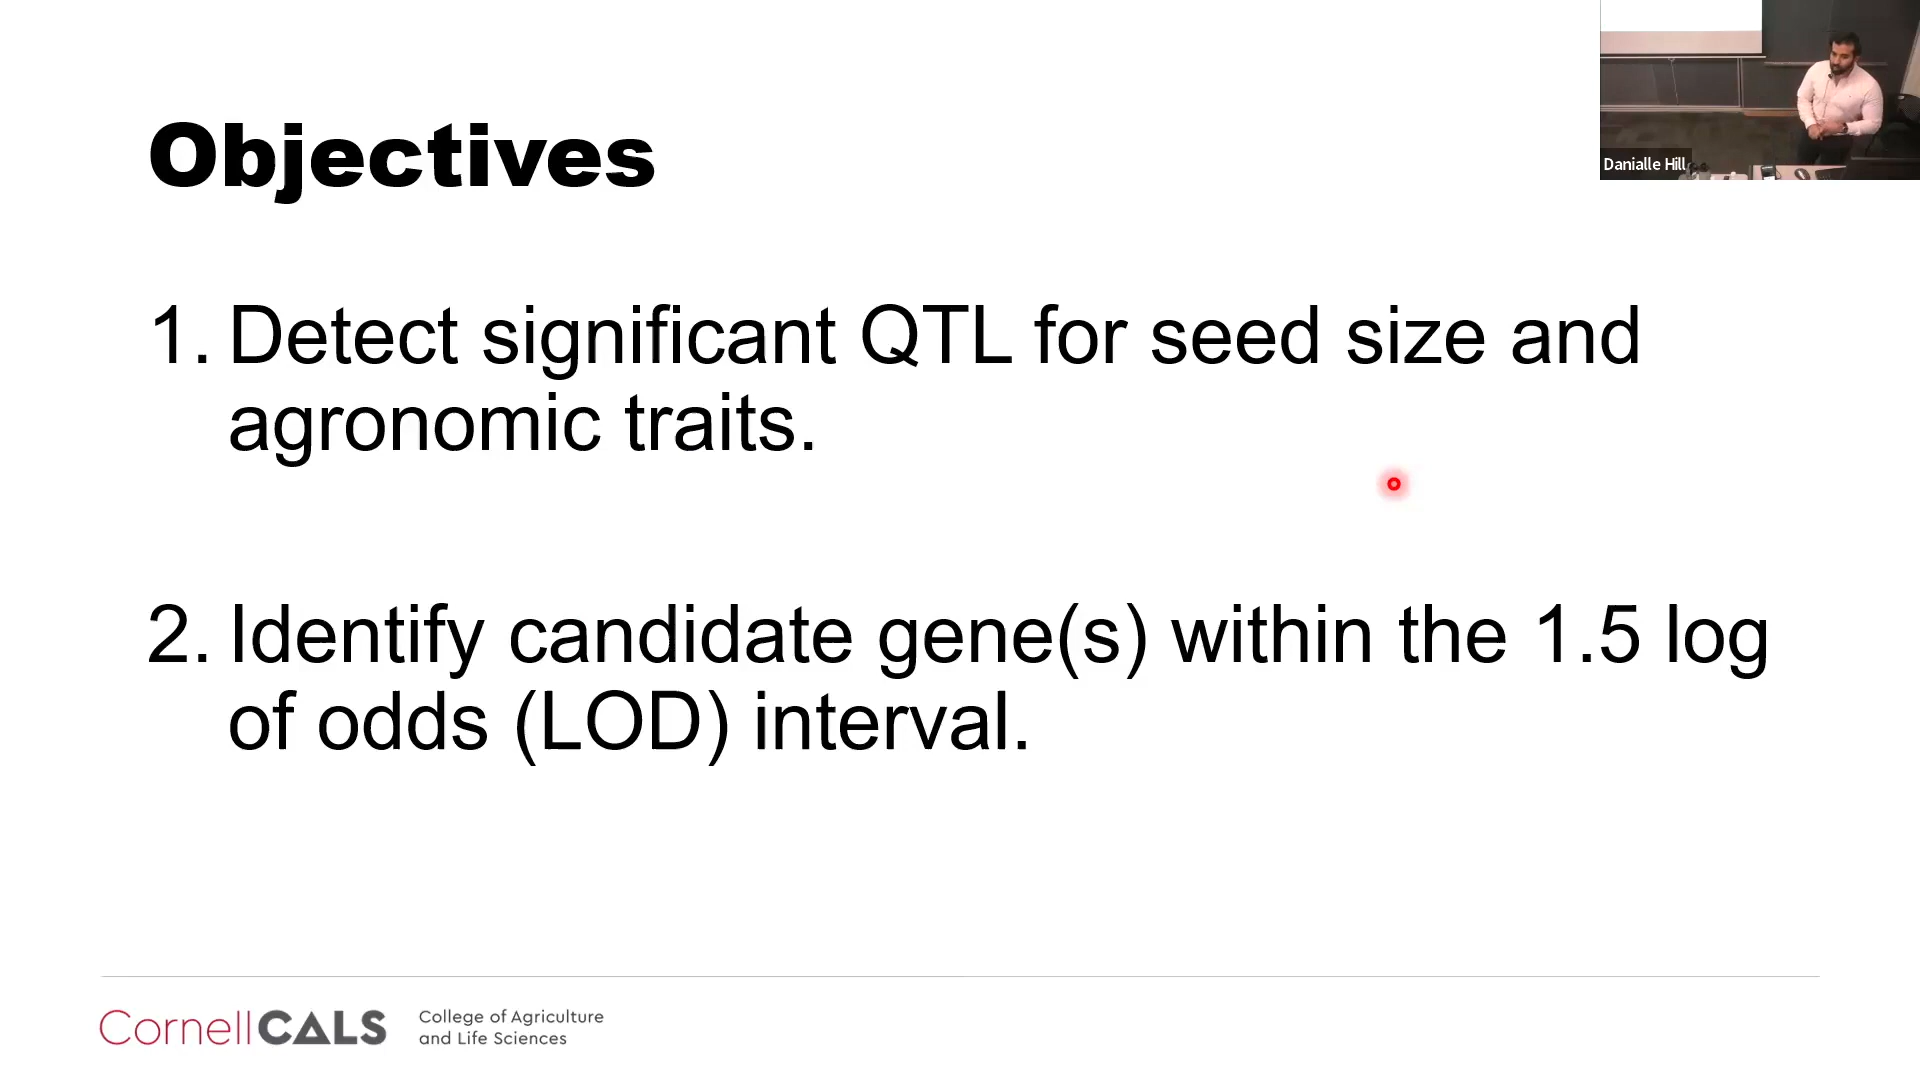 Objectives
1. Detect significant QTL for seed size and
agronomic traits.
2. Identify candidate gene(s) within the 1.5 log
of odds (LOD) interval.
Danialle Hill
CornellCALS
College of Agriculture
and Life Sciences